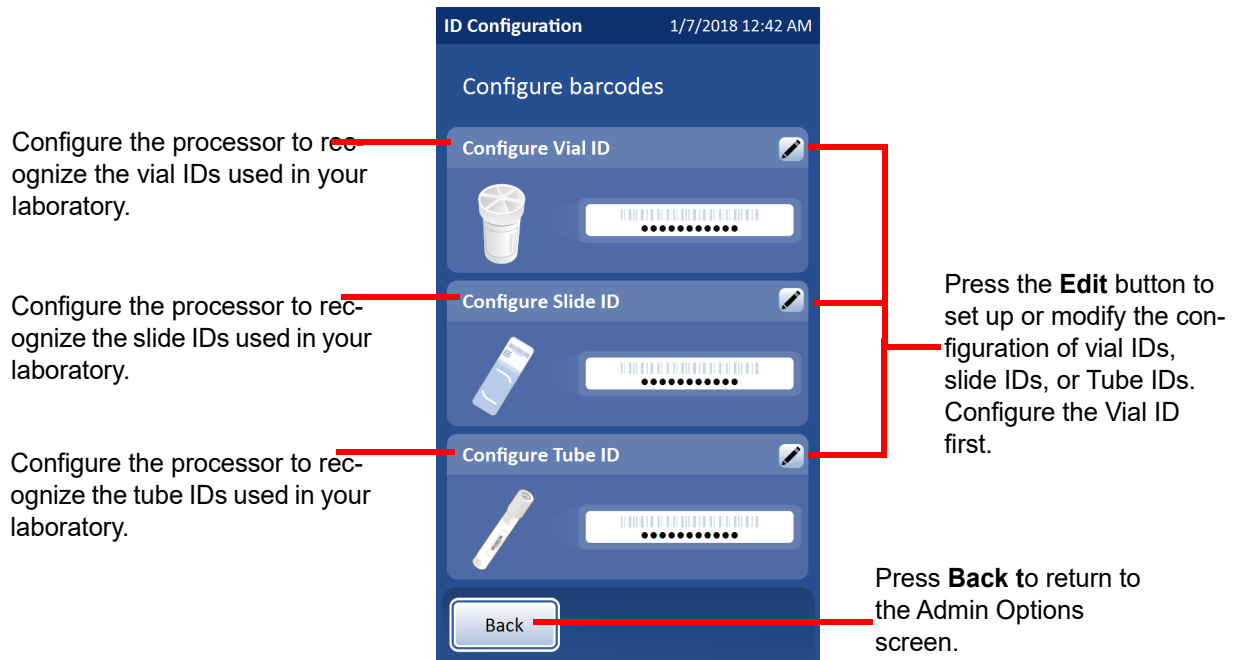 ID Configuration 1/7/2018 12:42 AM
Configure barcodes
Configure the processor to rec-
ognize the vial IDs used in your
laboratory.
Configure Vial ID
Configure the processor to rec-
ognize the slide IDs used in your
laboratory.
Configure Slide ID
Press the Edit button to
set up or modify the con-
figuration of vial IDs,
slide IDs, or Tube IDs.
Configure the Vial ID
first.
Configure the processor to rec-
ognize the tube IDs used in your
laboratory.
Configure Tube ID
Back
Press Back to return to
the Admin Options
screen.